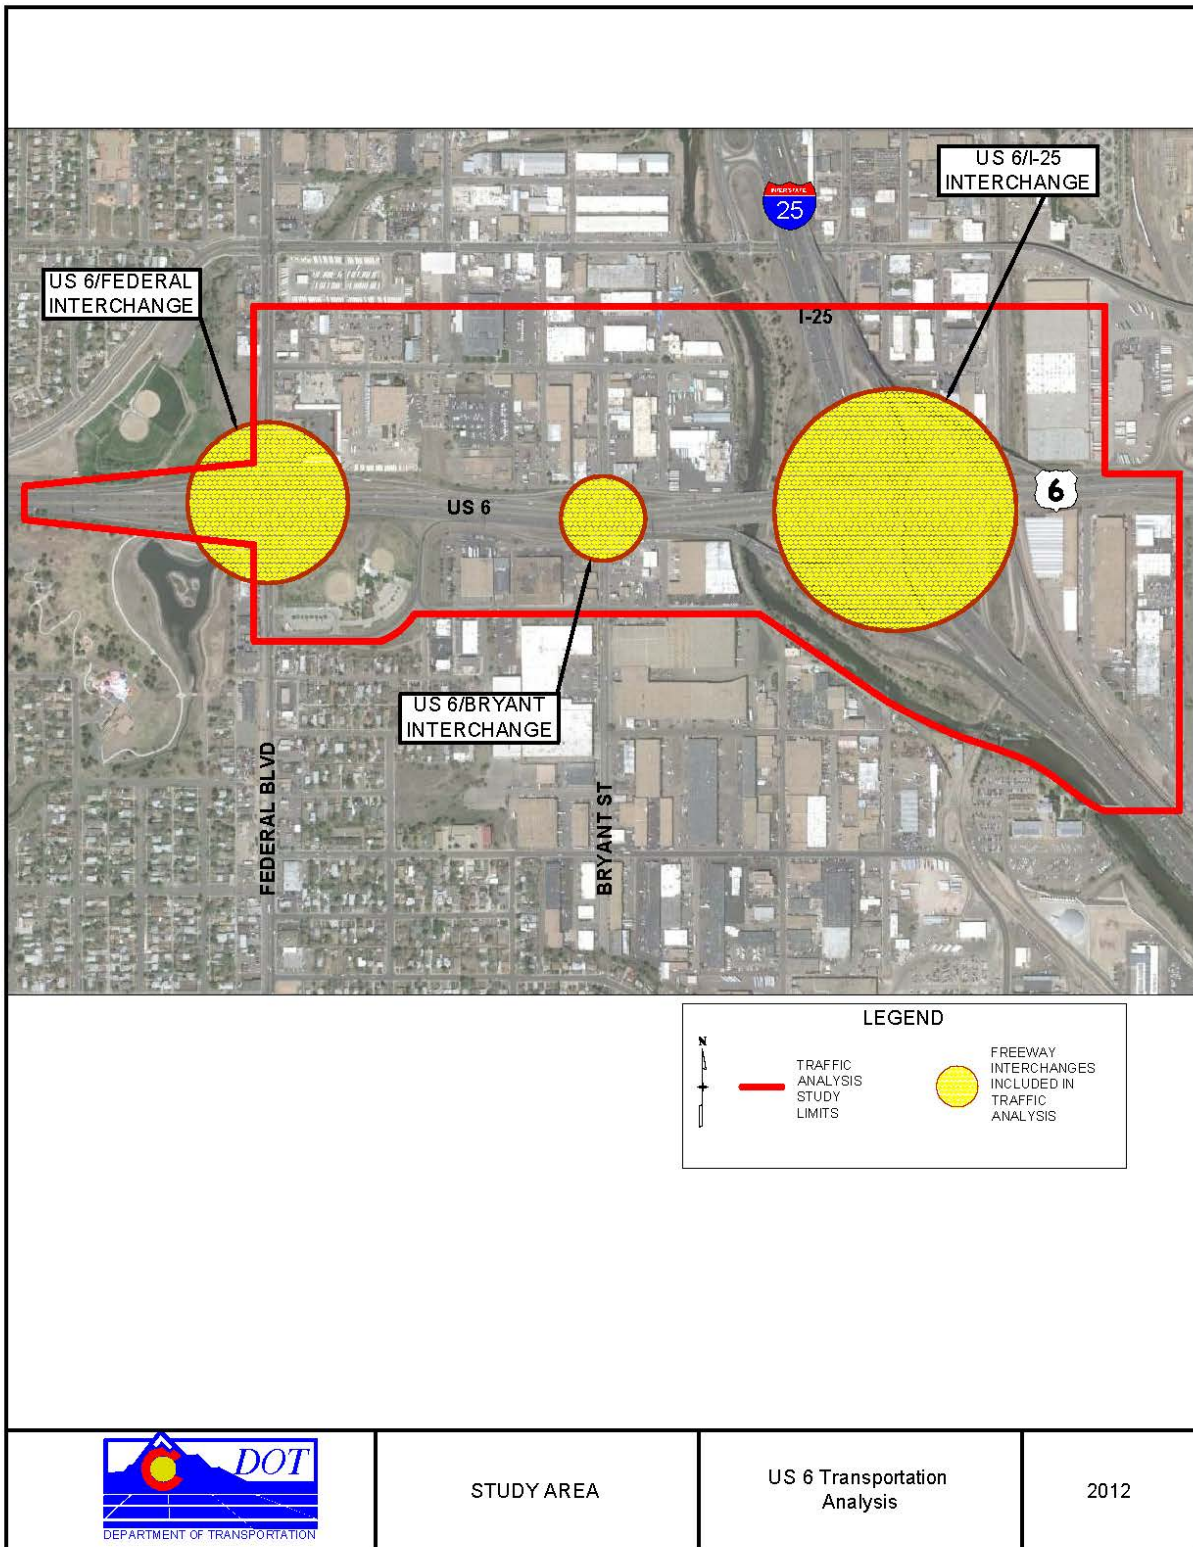 US 6/I-25
INTERCHANGE
INTERSTATE
25
US 6/FEDERAL
INTERCHANGE
I-25
6
US 6
US 6/BRYANT
INTERCHANGE
FEDERAL BLVD
BRYANT ST
LEGEND
N
TRAFFIC
ANALYSIS
STUDY
LIMITS
FREEWAY
INTERCHANGES
INCLUDED IN
TRAFFIC
ANALYSIS
DOT
DEPARTMENT OF TRANSPORTATION
STUDY AREA
US 6 Transportation
Analysis
2012